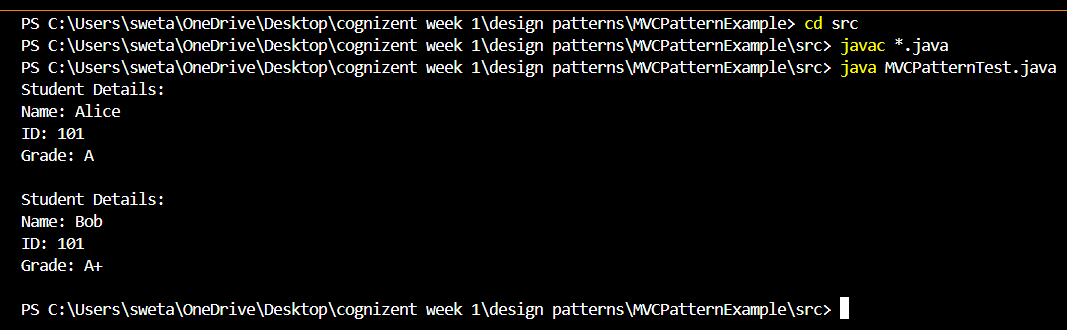 PS C:\Users\sweta\OneDrive\Desktop\cognizent week 1\design patterns\MVCPatternExample> cd src
PS C:\Users\sweta\OneDrive\Desktop\cognizent week 1\design patterns\MVCPatternExample\src> javac *.java
PS C:\Users\sweta\OneDrive\Desktop\cognizent week 1\design patterns\MVCPatternExample\src> java MVCPatternTest.java
Student Details:
Name: Alice
ID: 101
Grade: A
Student Details:
Name: Bob
ID: 101
Grade: A+
PS C:\Users\sweta\OneDrive\Desktop\cognizent week 1\design patterns\MVCPatternExample\src>